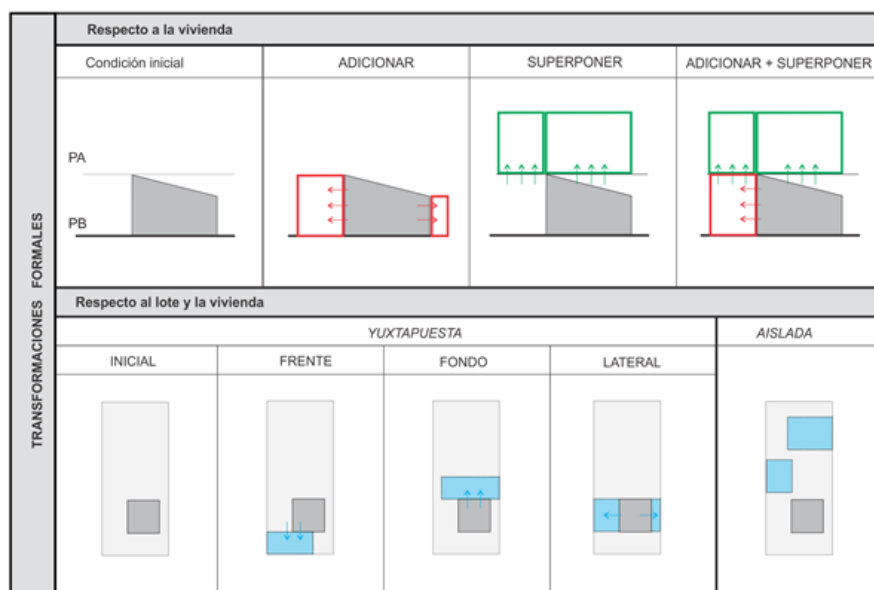 TRANSFORMACIONES FORMALES
Respecto a la vivienda
Condición inicial
ADICIONAR
SUPERPONER
ADICIONAR + SUPERPONER
PA
PB
Respecto al lote y la vivienda
YUXTAPUESTA
AISLADA
INICIAL
FRENTE
FONDO
LATERAL